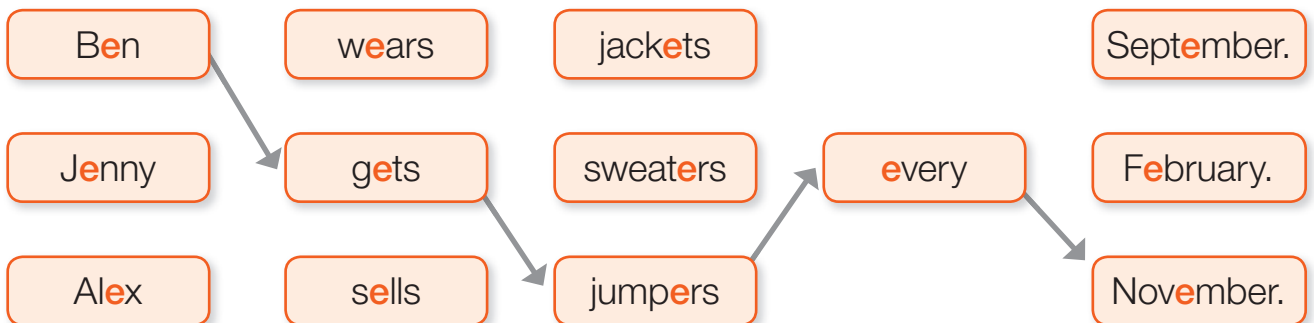 Ben wears jackets September.
Jenny gets sweaters every February.
Alex sells jumpers November.